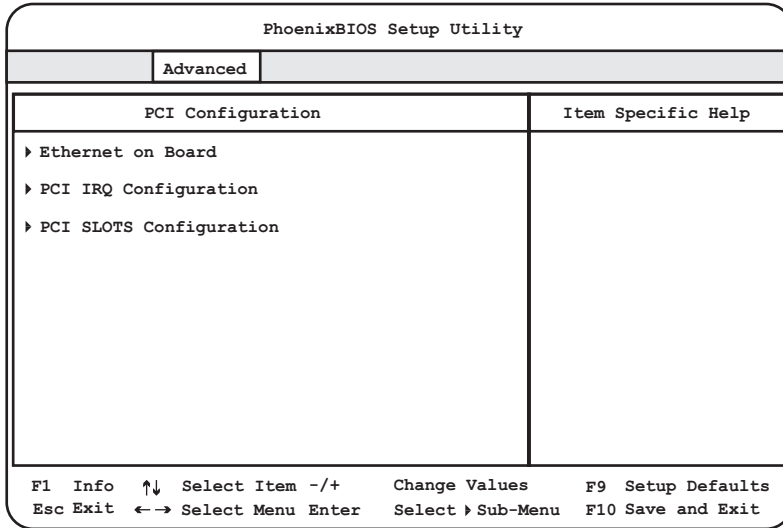 PhoenixBIOS Setup Utility
Advanced
PCI Configuration
Item Specific Help
Ethernet on Board
PCI IRQ Configuration
PCI SLOTS Configuration
F1 Info ↑↓ Select Item -/+ Change Values F9 Setup Defaults
Esc Exit ←→ Select Menu Enter Select ▶ Sub-Menu F10 Save and Exit